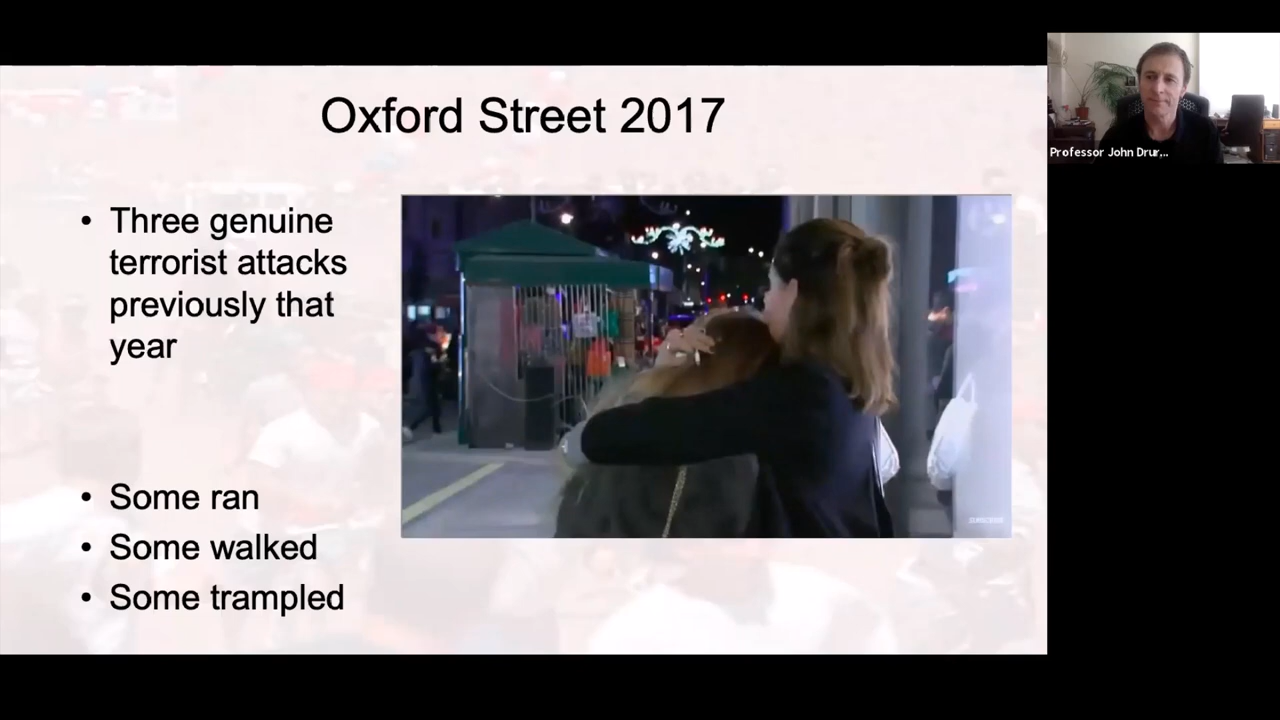 Oxford Street 2017
Professor John Drur,..
• Three genuine
terrorist attacks
previously that
year
• Some ran
• Some walked
• Some trampled